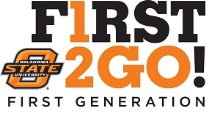 F1RST
2GO!
OKLAHOMA
STATE
UNIVERSITY
FIRST GENERATION